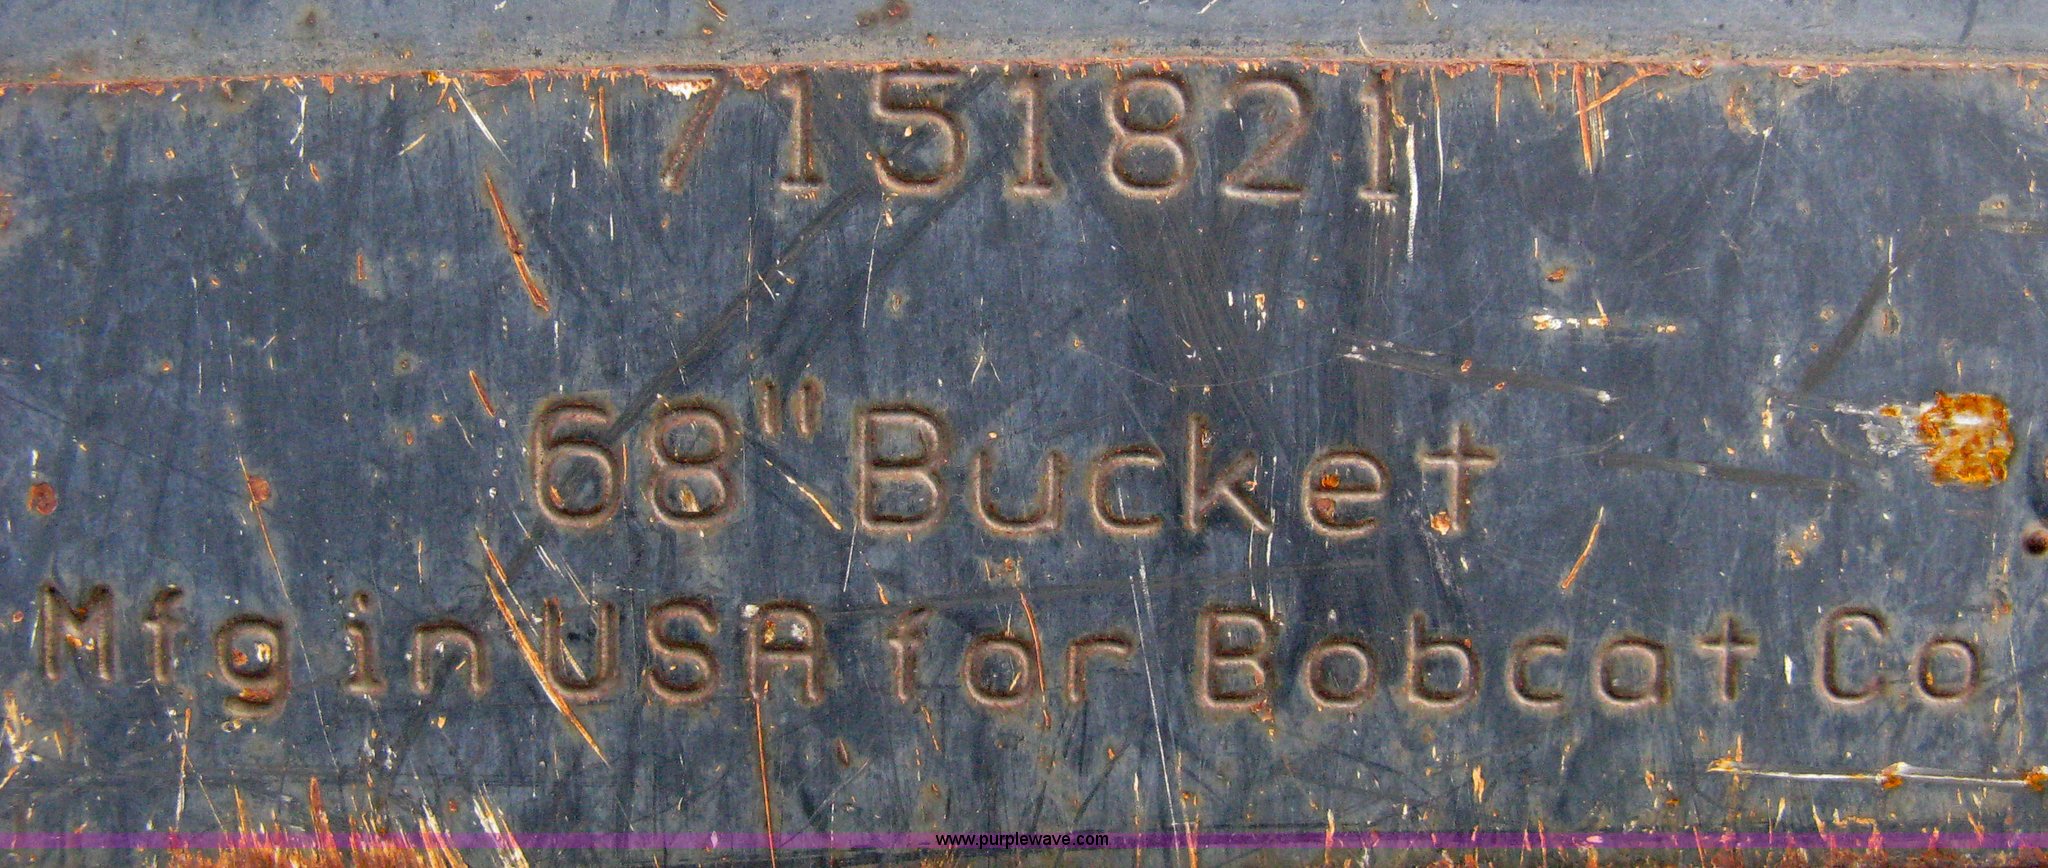 7151821
68" Bucket
Mfg in USA for Bobcat Co
www.purplewave.com